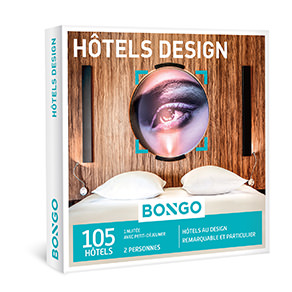 HÔTELS DESIGN
HÔTELS DESIGN
BONGO
105
HÔTELS
1 NUITÉE
AVEC PETIT-DÉJEUNER
2 PERSONNES
HÔTELS AU DESIGN
REMARQUABLE ET PARTICULIER
BONGO